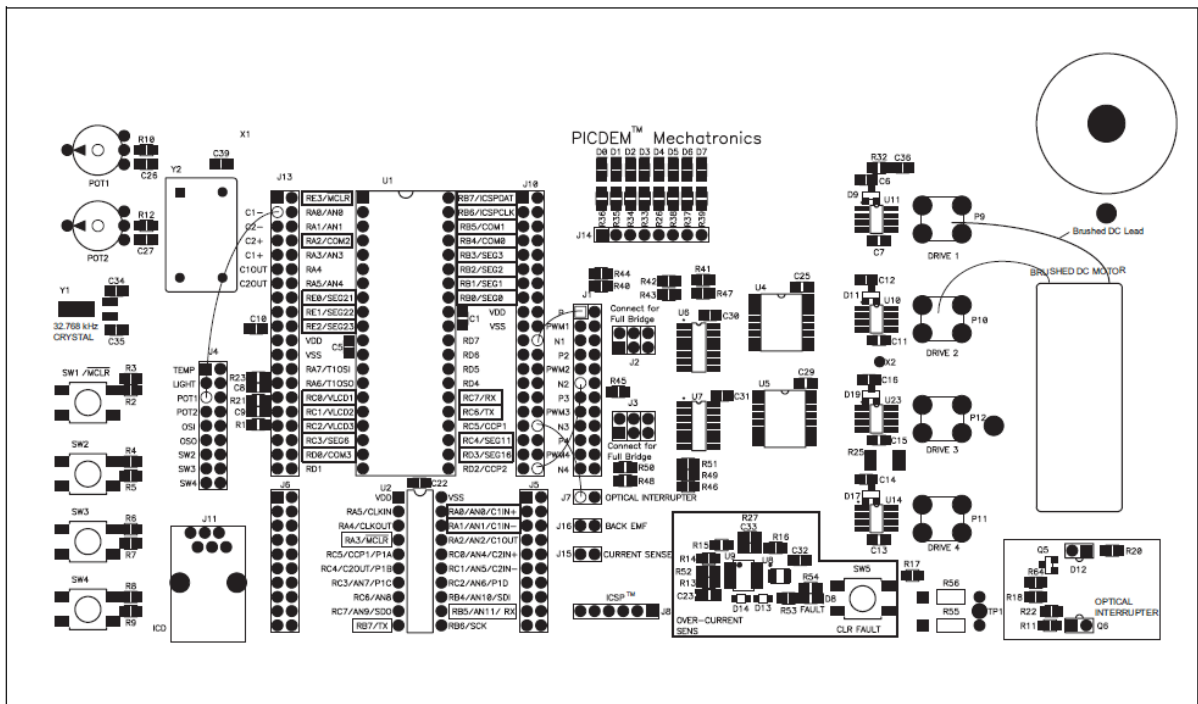 PICDEM™ Mechatronics
D0 D1 D2 D3 D4 D5 D6 D7
R36 R35 R34 R33 R26 R38 R37 R39
J14
R10
C26
POT1
R12
C27
POT2
X1
Y2
C39
Y1
32.768 kHz
CRYSTAL
C34
C35
SW1 /MCLR
R3
R2
SW2
R4
R5
SW3
R6
R7
SW4
R8
R9
J11
ICD
J4
TEMP
LIGHT
POT1
POT2
OSI
OSO
SW2
SW3
SW4
C10
R23
C8
R21
C9
R1
J13
C1-
C2-
C2+
C1+
C1OUT
C2OUT
RE3/MCLR
RA0/AN0
RA1/AN1
RA2/COM2
RA3/AN3
RA4
RA5/AN4
RE0/SEG21
RE1/SEG22
RE2/SEG23
VDD
VSS
C5
RA7/T1OSI
RA6/T1OSO
RC0/VLCD1
RC1/VLCD2
RC2/VLCD3
RC3/SEG6
RD0/COM3
RD1
U1
J10
RB7/ICSPDAT
RB6/ICSPCLK
RB5/COM1
RB4/COM0
RB3/SEG3
RB2/SEG2
RB1/SEG1
RB0/SEG0
C1
VDD
VSS
RD7
RD6
RD5
RD4
RC7/RX
RC6/TX
RC5/CCP1
RC4/SEG11
RD3/SEG16
RD2/CCP2
J1
PWM1
N1
P2
PWM2
N2
P3
PWM3
N3
P4
PWM4
N4
J6
U2
C22
VDD
RA5/CLKIN
RA4/CLKOUT
RA3/MCLR
RC5/CCP1/P1A
RC4/C2OUT/P1B
RC3/AN7/P1C
RC6/AN8
RC7/AN9/SDO
RB7/TX
VSS
RA0/AN0/C1IN+
RA1/AN1/C1IN-
RA2/AN2/C1OUT
RC0/AN4/C2IN+
RC1/AN5/C2IN-
RC2/AN6/P1D
RB4/AN10/SDI
RB5/AN11/ RX
RB6/SCK
J5
J7
OPTICAL INTERRUPTER
J16
BACK EMF
J15
CURRENT SENSE
ICSP™
J8
R44
R40
R42
R43
R41
R47
Connect for
Full Bridge
J2
U6
C30
U4
C25
R45
J3
Connect for
Full Bridge
U7
C31
U5
C29
R50
R48
R51
R49
R46
R32
C36
C6
D9
U11
C7
P9
DRIVE 1
C12
D11
U10
C11
P10
DRIVE 2
X2
C16
D19
U23
C15
P12
DRIVE 3
R25
C14
D17
U14
C13
P11
DRIVE 4
Brushed DC Lead
BRUSHED DC MOTOR
R27
C33
R15
R16
R14
U9
U8
C32
R52
R13
C23
D14
D13
R53
R54
FAULT
D8
SW5
CLR FAULT
OVER-CURRENT
SENS
R17
R56
R55
TP1
Q5
D12
R20
R64
R18
R22
R11
Q6
OPTICAL
INTERRUPTER